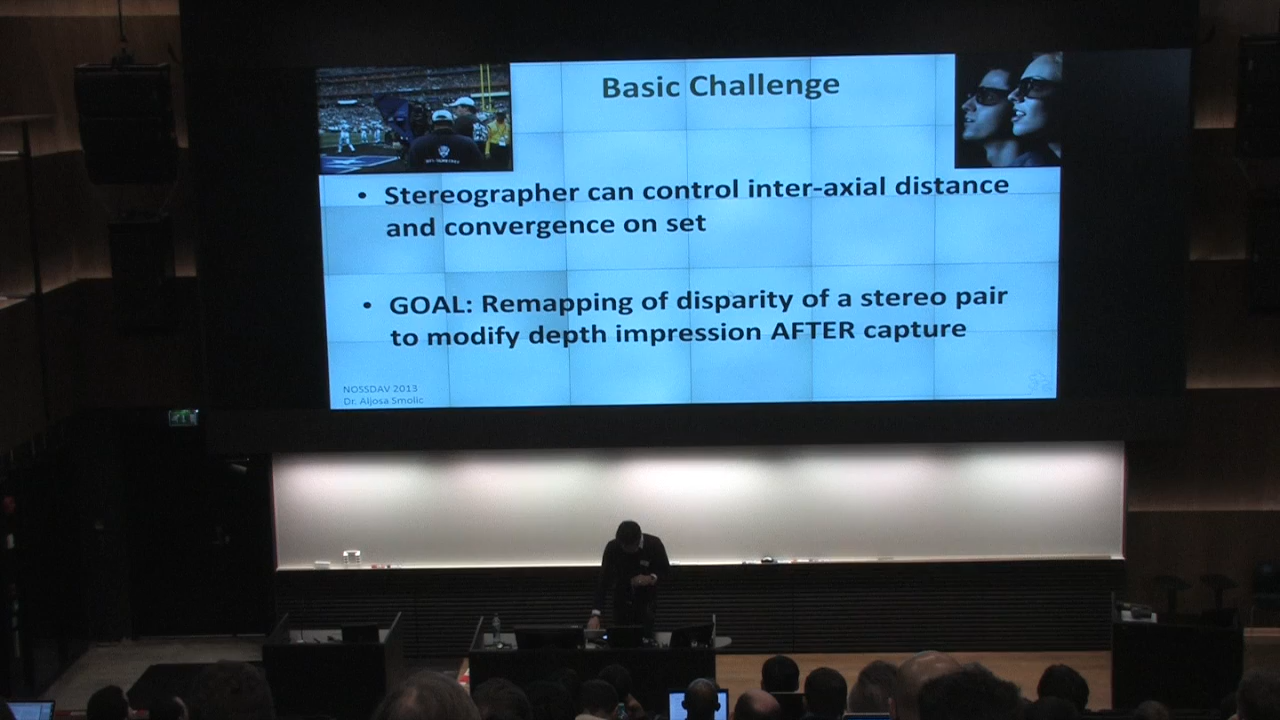 Basic Challenge
• Stereographer can control inter-axial distance
and convergence on set
• GOAL: Remapping of disparity of a stereo pair
to modify depth impression AFTER capture
NOSSDAV 2013
Dr. Aljosa Smolic